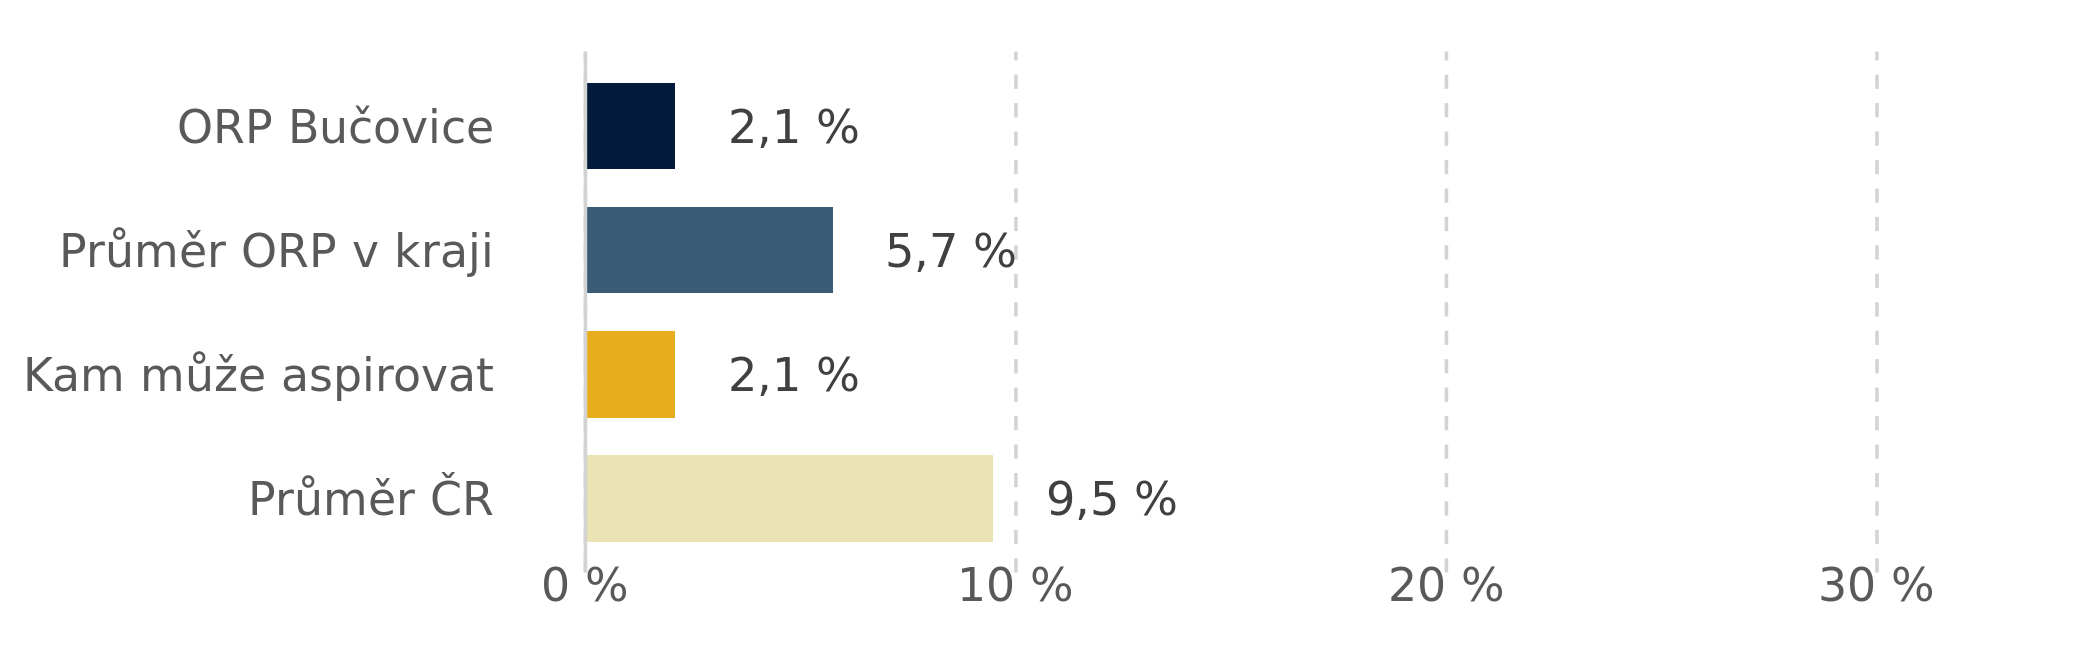 ORP Bučovice 2,1 %
Průměr ORP v kraji 5,7 %
Kam může aspirovat 2,1 %
Průměr ČR 9,5 %
0 % 10 % 20 % 30 %